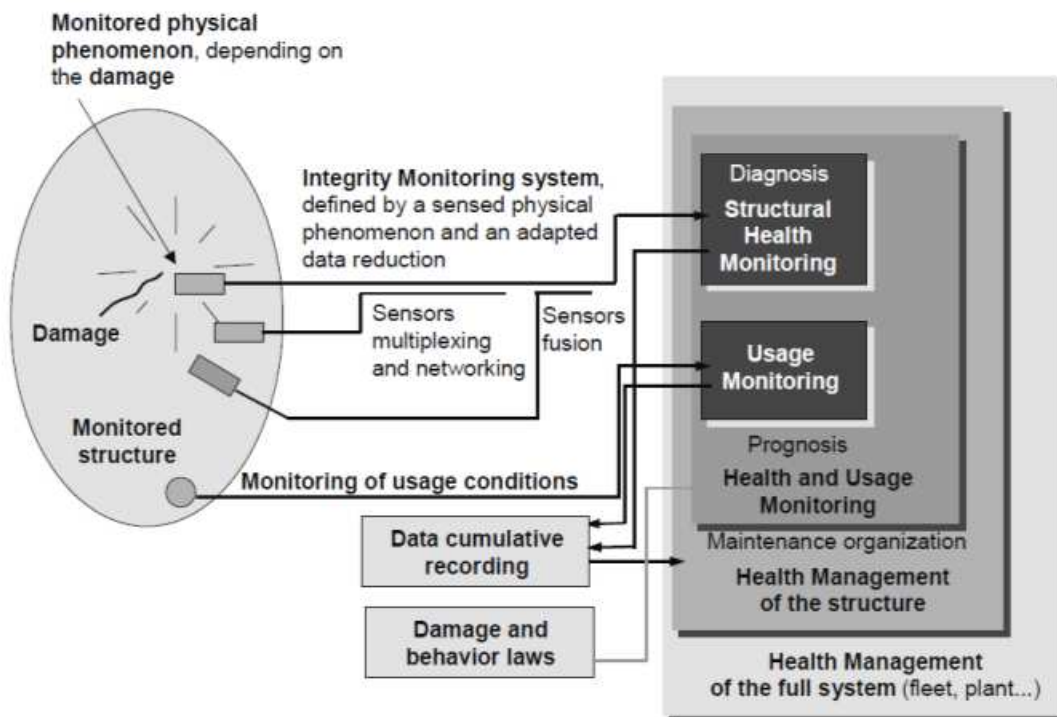 Monitored physical
phenomenon, depending on
the damage
Integrity Monitoring system,
defined by a sensed physical
phenomenon and an adapted
data reduction
Damage
Sensors
multiplexing
and networking
Sensors
fusion
Monitored
structure
Monitoring of usage conditions
Data cumulative
recording
Damage and
behavior laws
Diagnosis
Structural
Health
Monitoring
Usage
Monitoring
Prognosis
Health and Usage
Monitoring
Maintenance organization
Health Management
of the structure
Health Management
of the full system (fleet, plant...)